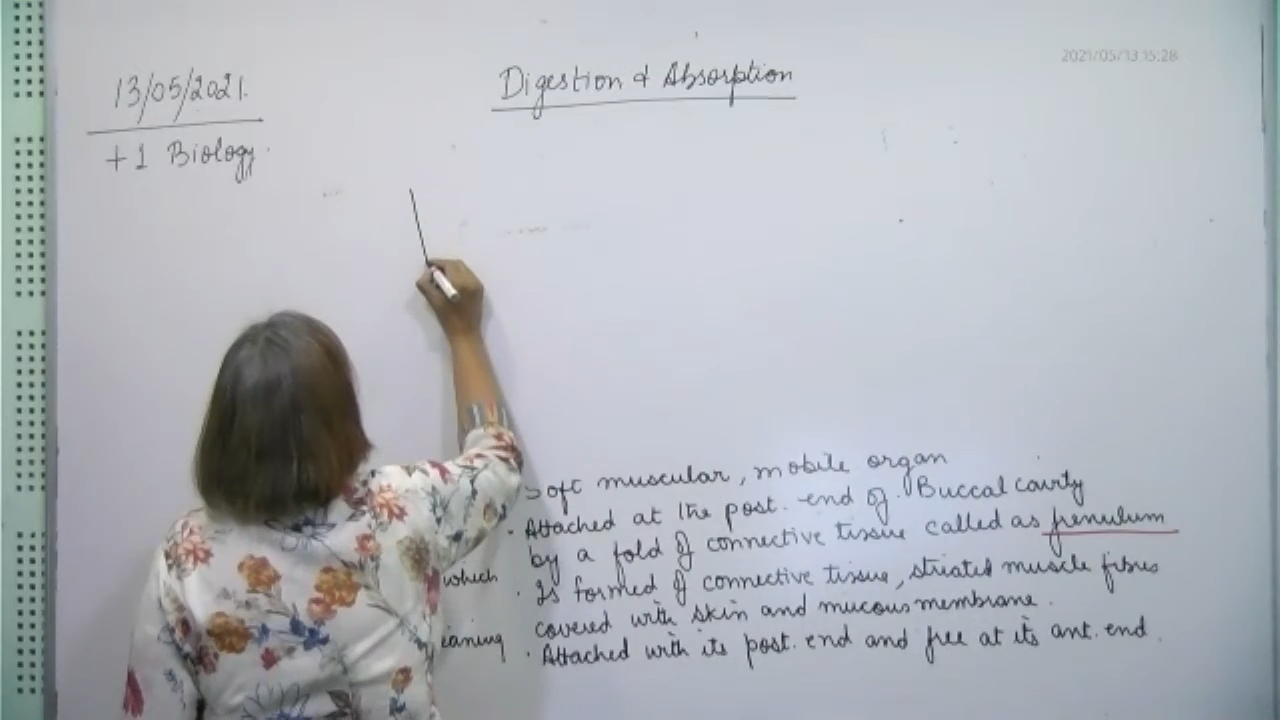 2021/05/13 15:28
13/05/2021.
Digestion & Absorption
+1 Biology.
Soft muscular, mobile organ
. Attached at the post. end of Buccal cavity
by a fold of connective tissue called as frenulum
which
. Is formed of connective tissue, striated muscle fibres
covered with skin and mucous membrane.
eaning
. Attached with its post. end and free at its ant. end.